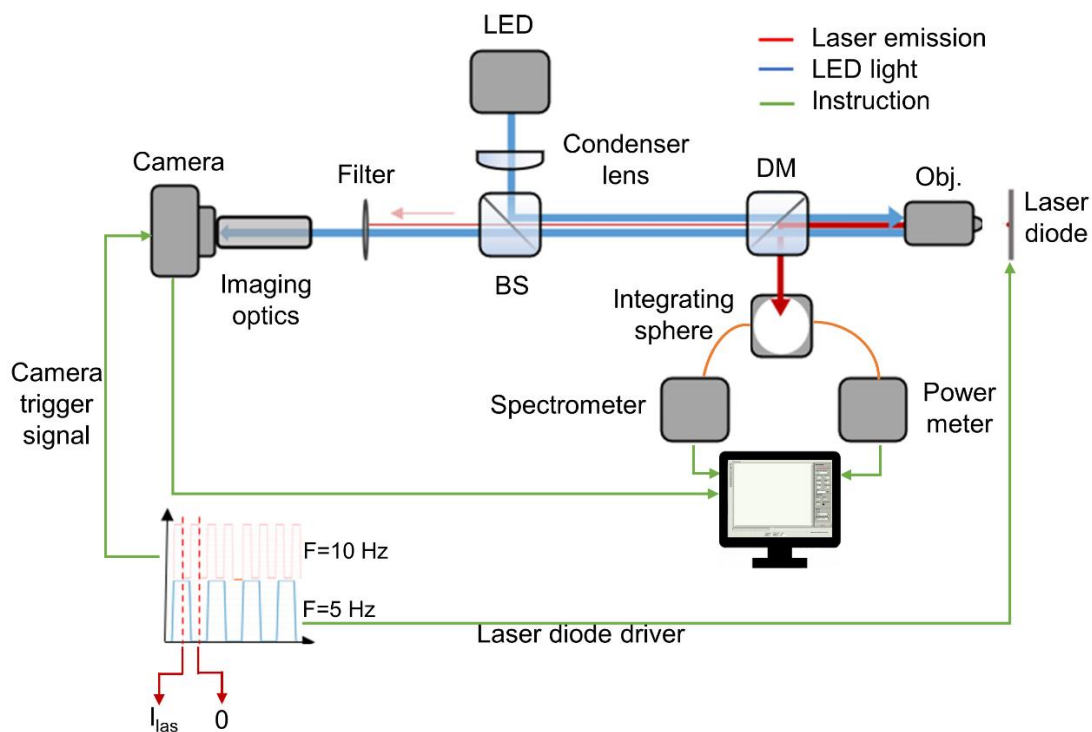 LED
Laser emission
LED light
Instruction
Camera
Filter
Condenser
lens
DM
Obj.
Laser
diode
Imaging
optics
BS
Integrating
sphere
Camera
trigger
signal
Spectrometer
Power
meter
F=10 Hz
F=5 Hz
Laser diode driver
Ilas
0